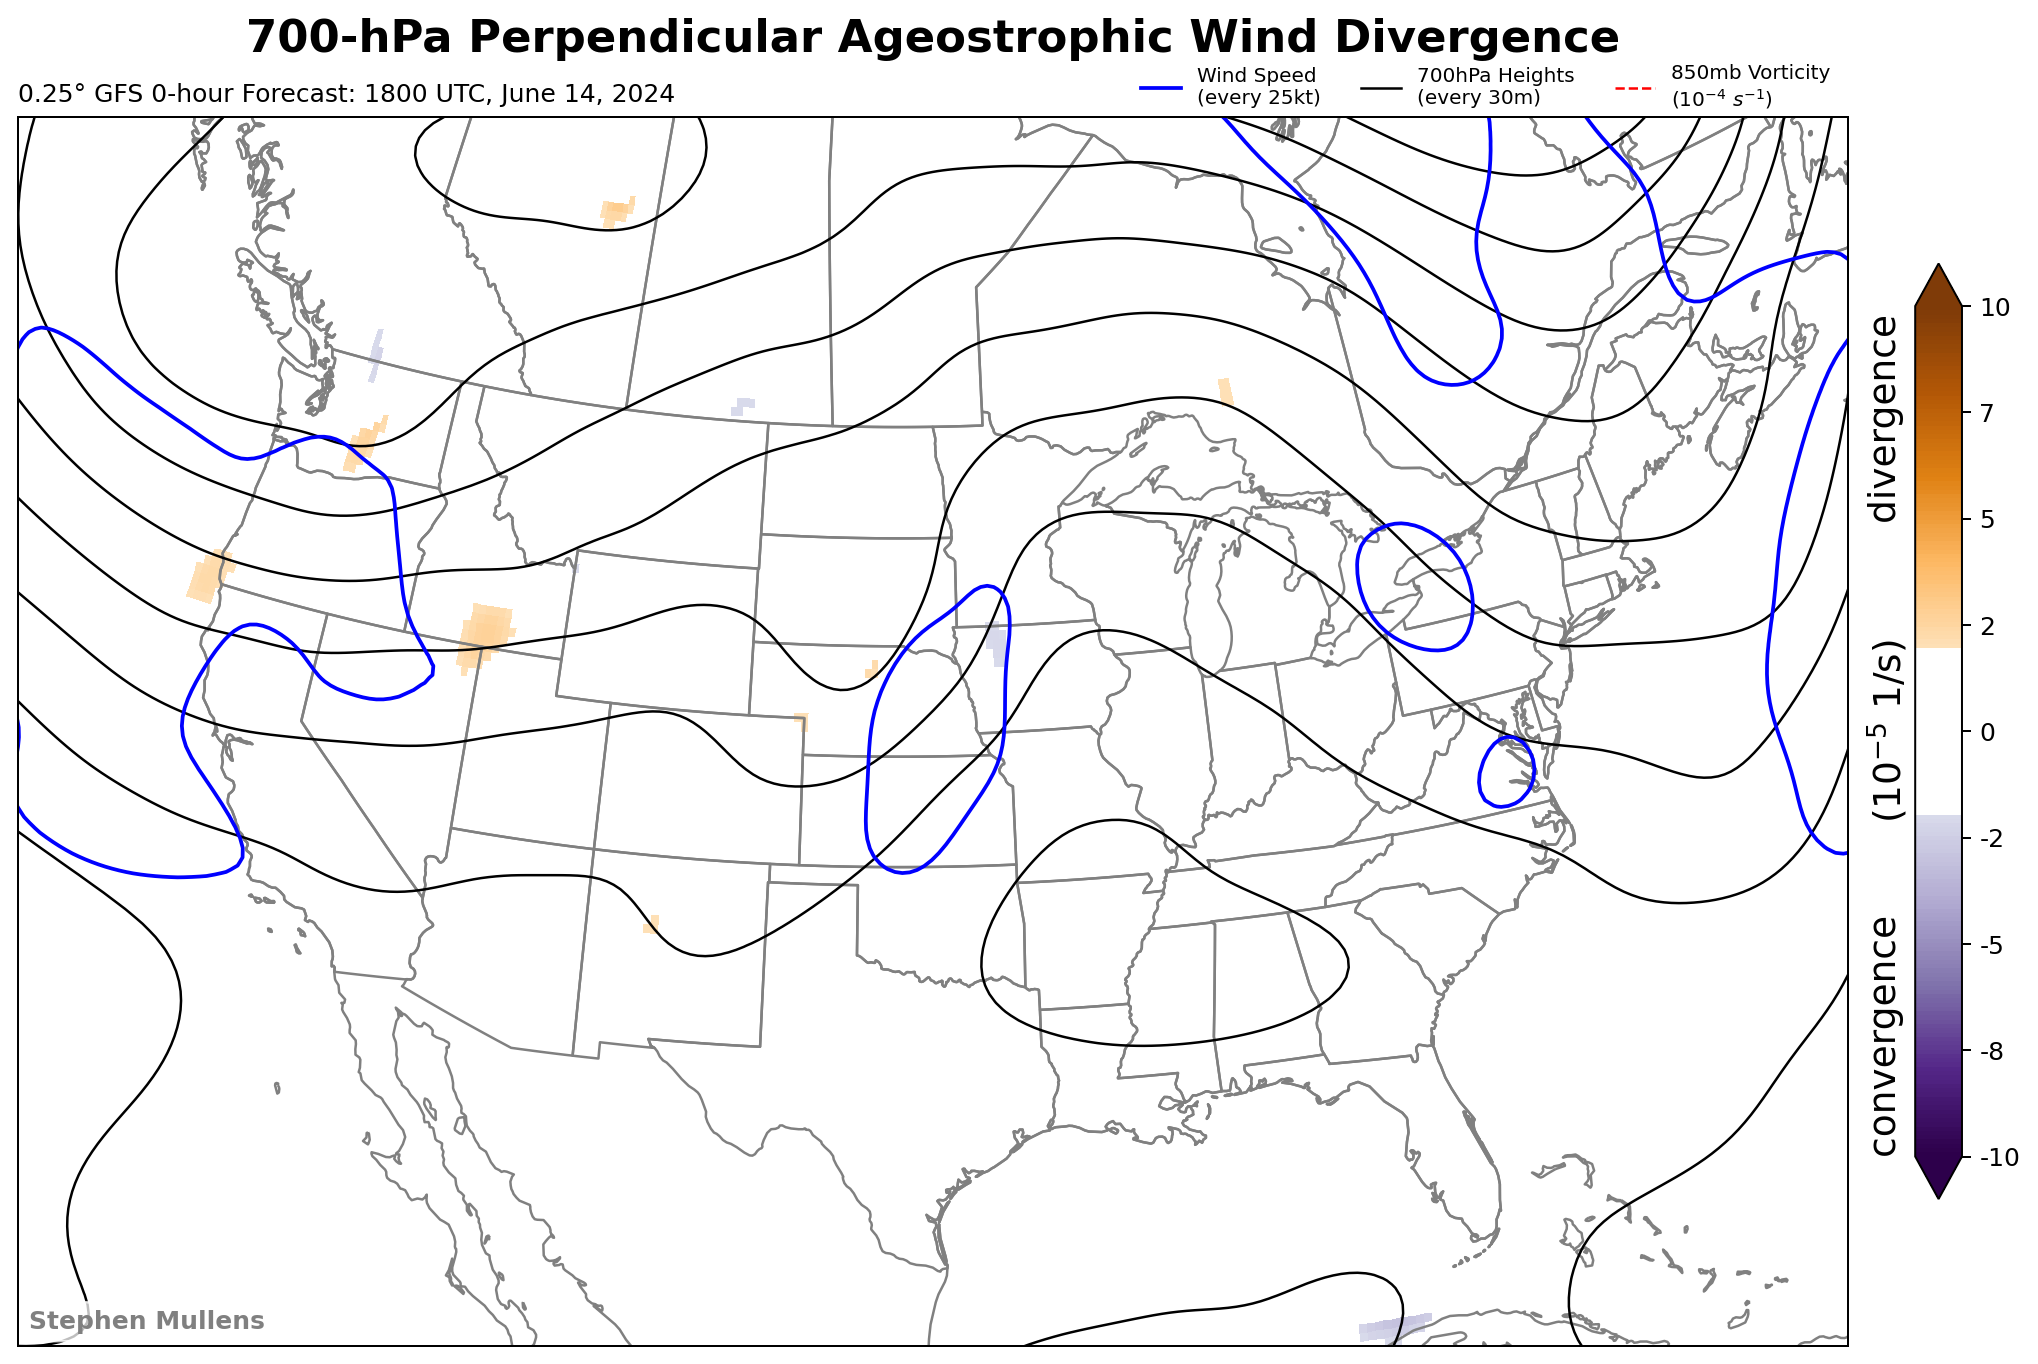 700-hPa Perpendicular Ageostrophic Wind Divergence
0.25° GFS 0-hour Forecast: 1800 UTC, June 14, 2024
Wind Speed
(every 25kt)
700hPa Heights
(every 30m)
850mb Vorticity
(10⁻⁴ s⁻¹)
10
7
5
2
0
-2
-5
-8
-10
convergence (10⁻⁵ 1/s) divergence
Stephen Mullens